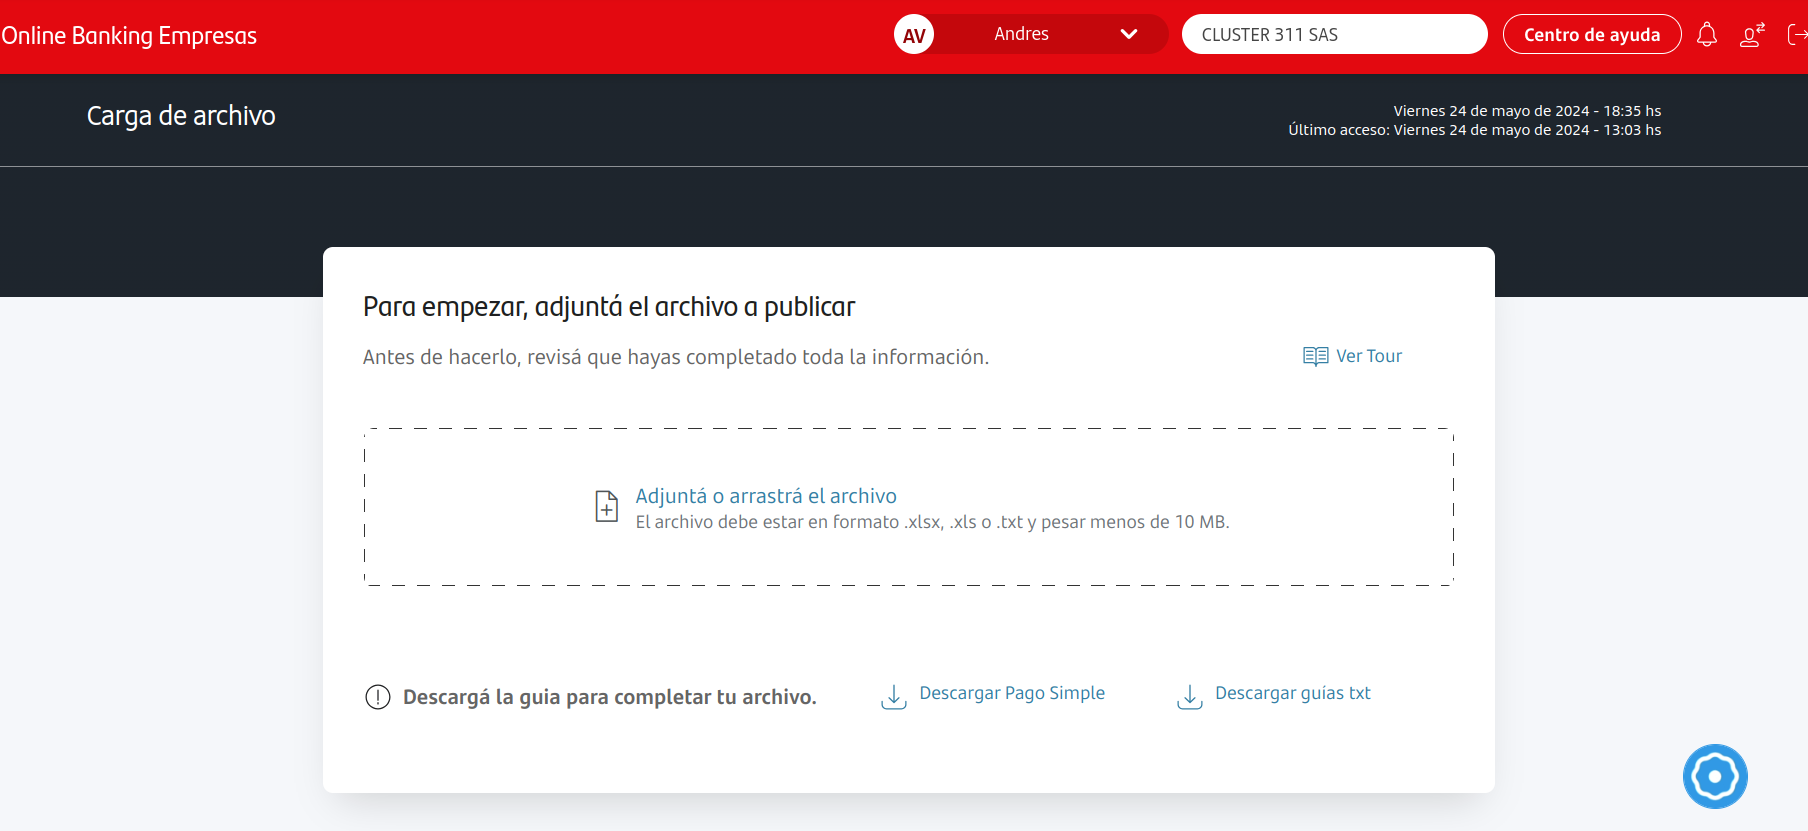 Online Banking Empresas
AV
Andres
CLUSTER 311 SAS
Centro de ayuda
Carga de archivo
Viernes 24 de mayo de 2024 - 18:35 hs
Último acceso: Viernes 24 de mayo de 2024 - 13:03 hs
Para empezar, adjuntá el archivo a publicar
Antes de hacerlo, revisá que hayas completado toda la información.
Ver Tour
Adjuntá o arrastrá el archivo
El archivo debe estar en formato .xlsx, .xls o .txt y pesar menos de 10 MB.
Descargá la guia para completar tu archivo.
Descargar Pago Simple
Descargar guías txt